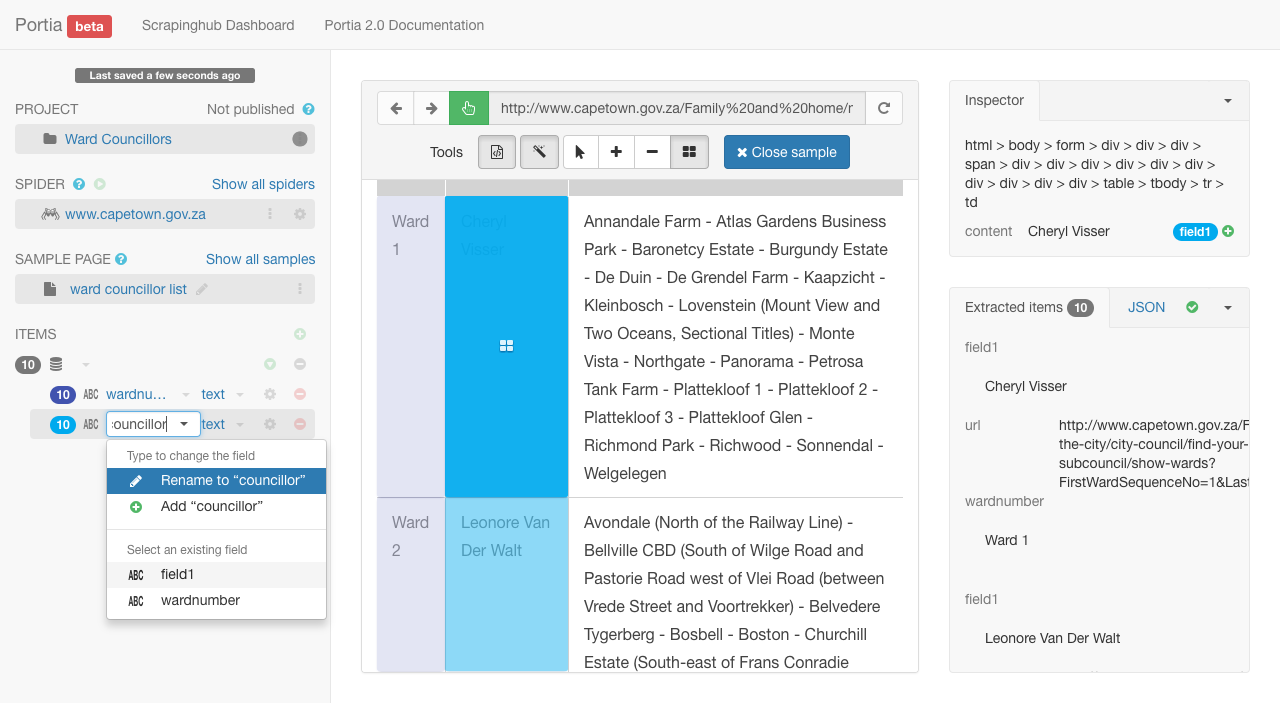 Portia beta Scrapinghub Dashboard Portia 2.0 Documentation
Last saved a few seconds ago
PROJECT Not published ?
Ward Councillors
SPIDER ? Show all spiders
www.capetown.gov.za
SAMPLE PAGE ? Show all samples
ward councillor list
ITEMS
10
10 ABC wardnu... text
10 ABC councillor text
Type to change the field
Rename to “councillor”
Add “councillor”
Select an existing field
ABC field1
ABC wardnumber
http://www.capetown.gov.za/Family%20and%20home/r
Tools Close sample
Ward
1
Cheryl
Visser
Annandale Farm - Atlas Gardens Business
Park - Baronetcy Estate - Burgundy Estate
- De Duin - De Grendel Farm - Kaapzicht -
Kleinbosch - Lovenstein (Mount View and
Two Oceans, Sectional Titles) - Monte
Vista - Northgate - Panorama - Petrosa
Tank Farm - Plattekloof 1 - Plattekloof 2 -
Plattekloof 3 - Plattekloof Glen -
Richmond Park - Richwood - Sonnendal -
Welgelegen
Ward
2
Leonore Van
Der Walt
Avondale (North of the Railway Line) -
Bellville CBD (South of Wilge Road and
Pastorie Road west of Vlei Road (between
Vrede Street and Voortrekker) - Belvedere
Tygerberg - Bosbell - Boston - Churchill
Estate (South-east of Frans Conradie
Inspector
html > body > form > div > div > div >
span > div > div > div > div > div > div >
div > div > div > div > table > tbody > tr >
td
content Cheryl Visser field1
Extracted items 10 JSON
field1
Cheryl Visser
url http://www.capetown.gov.za/F
the-city/city-council/find-your-
subcouncil/show-wards?
FirstWardSequenceNo=1&Last
wardnumber
Ward 1
field1
Leonore Van Der Walt